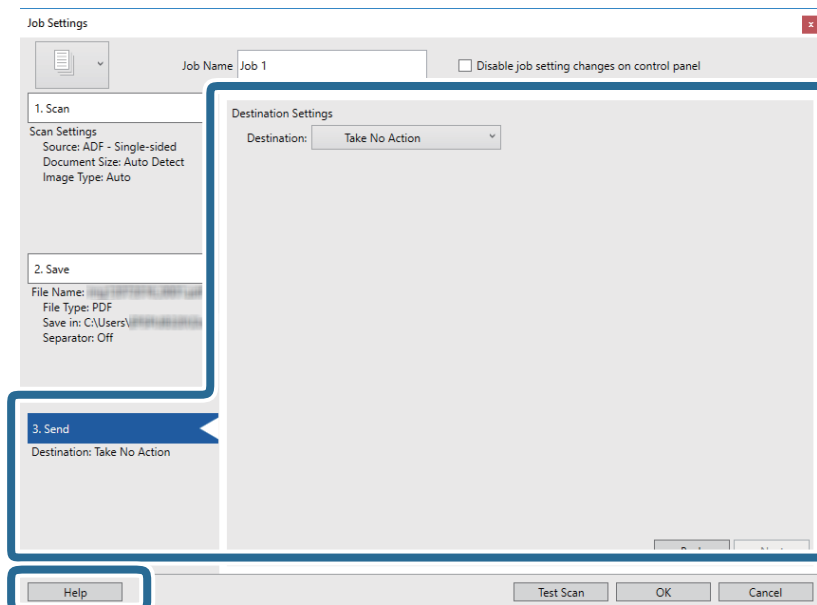 Job Settings
x
Job Name Job 1
Disable job setting changes on control panel
1. Scan
Scan Settings
Source: ADF - Single-sided
Document Size: Auto Detect
Image Type: Auto
2. Save
File Name:
File Type: PDF
Save in: C:\Users\
Separator: Off
3. Send
Destination: Take No Action
Destination Settings
Destination: Take No Action
Help
Test Scan
OK
Cancel